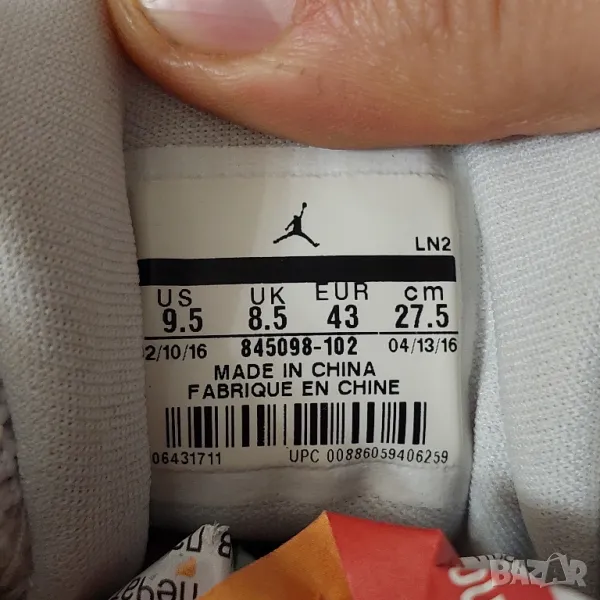 LN2
US UK EUR cm
9.5 8.5 43 27.5
2/10/16 845098-102 04/13/16
MADE IN CHINA
FABRIQUE EN CHINE
06431711 UPC 00886059406259
BAZAR